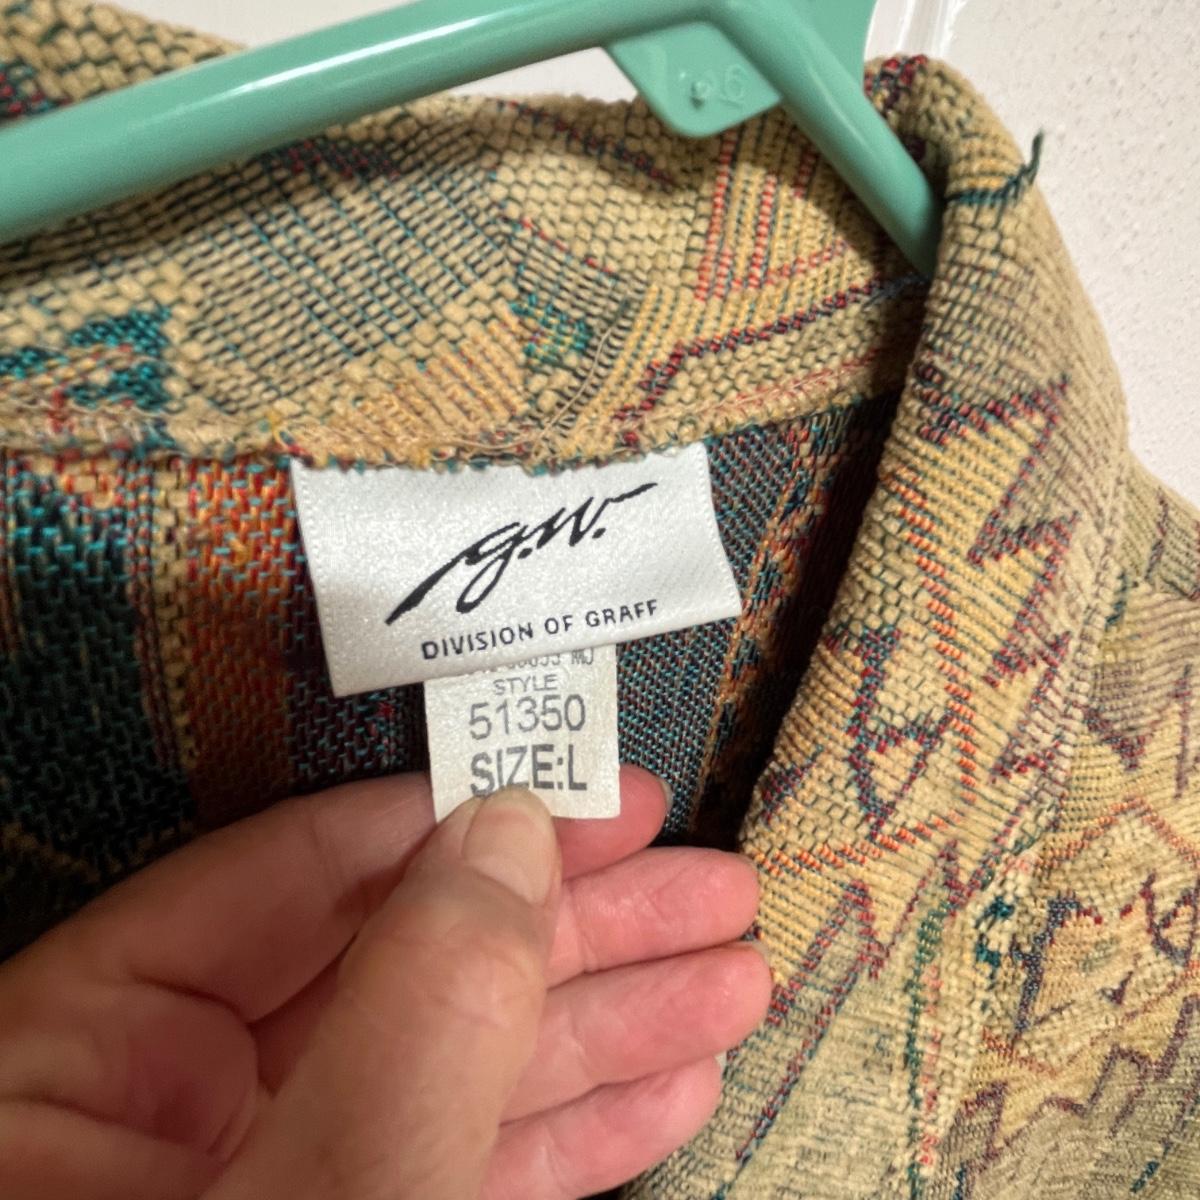 g.w.
DIVISION OF GRAFF
STYLE
51350
SIZE:L